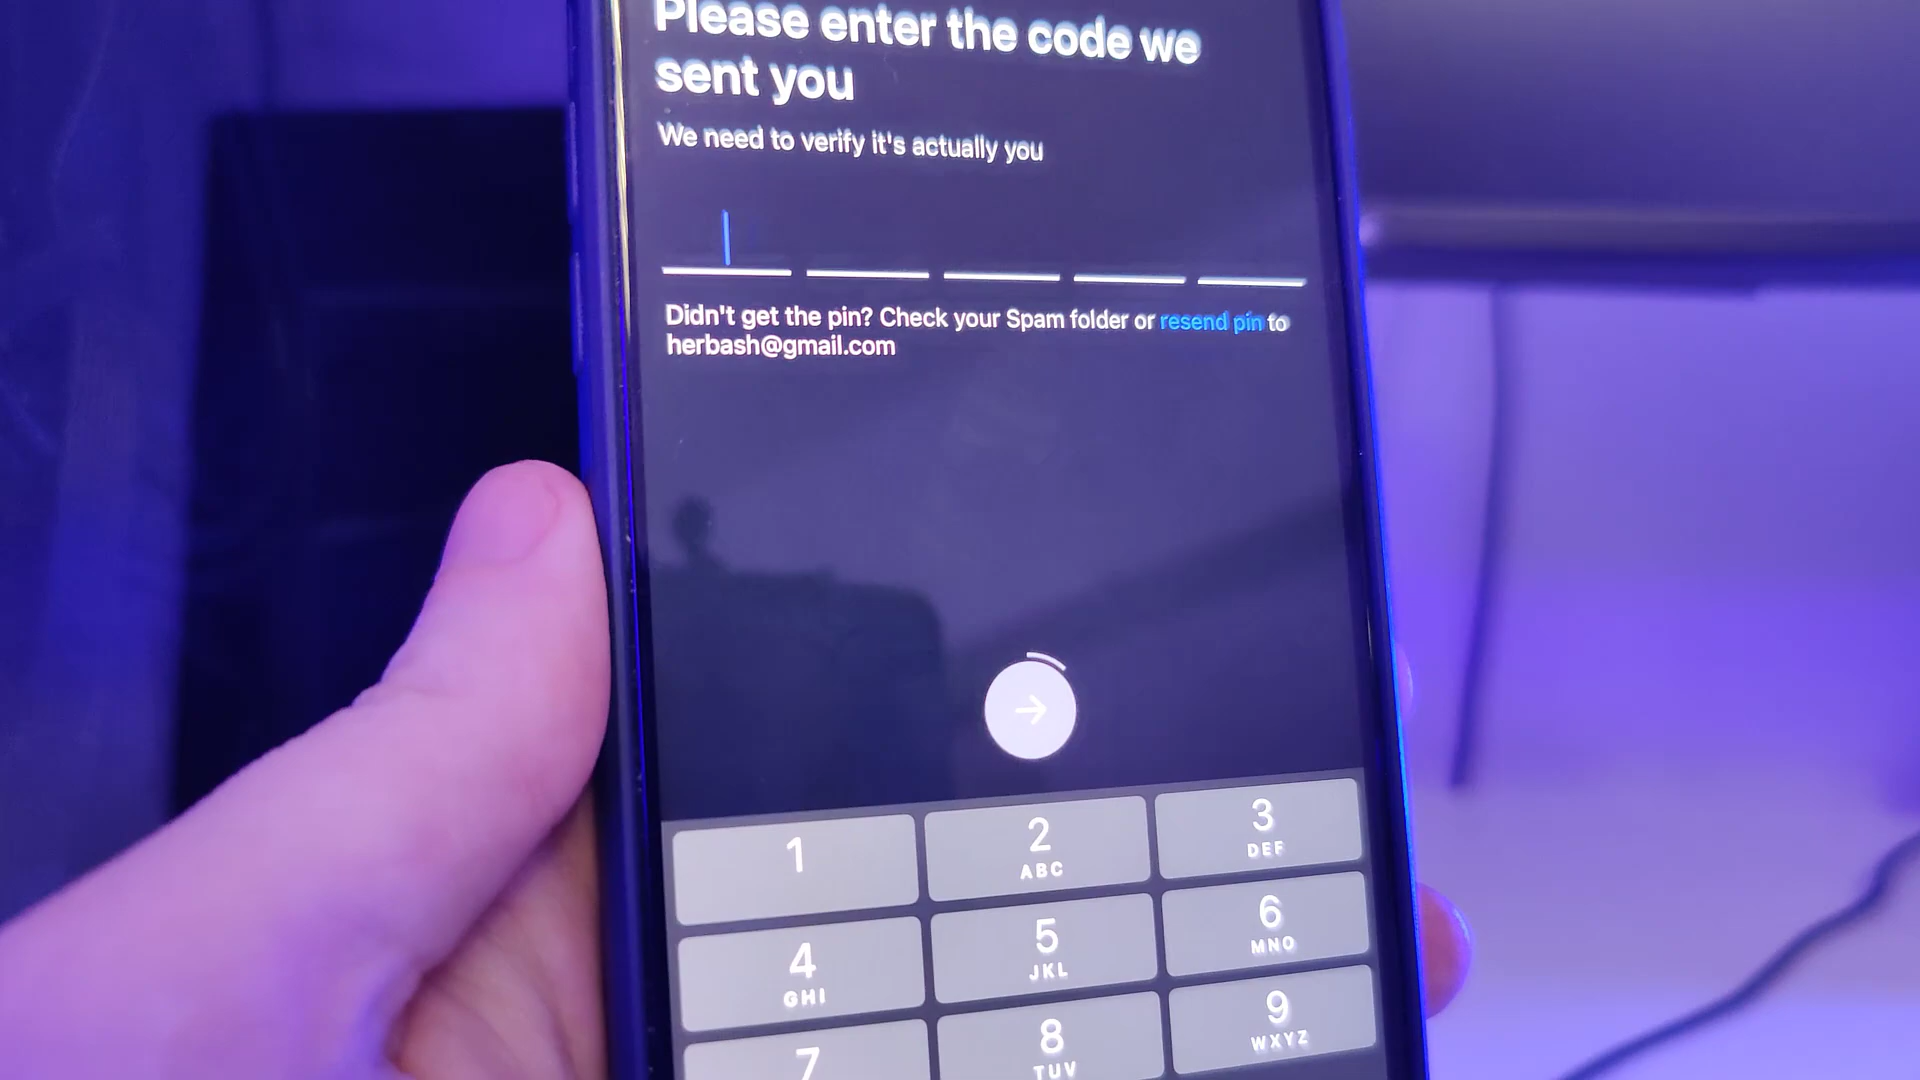 Please enter the code we
sent you
We need to verify it's actually you
Didn't get the pin? Check your Spam folder or resend pin to
herbash@gmail.com
1
2
ABC
3
DEF
4
GHI
5
JKL
6
MNO
7
8
TUV
9
WXYZ